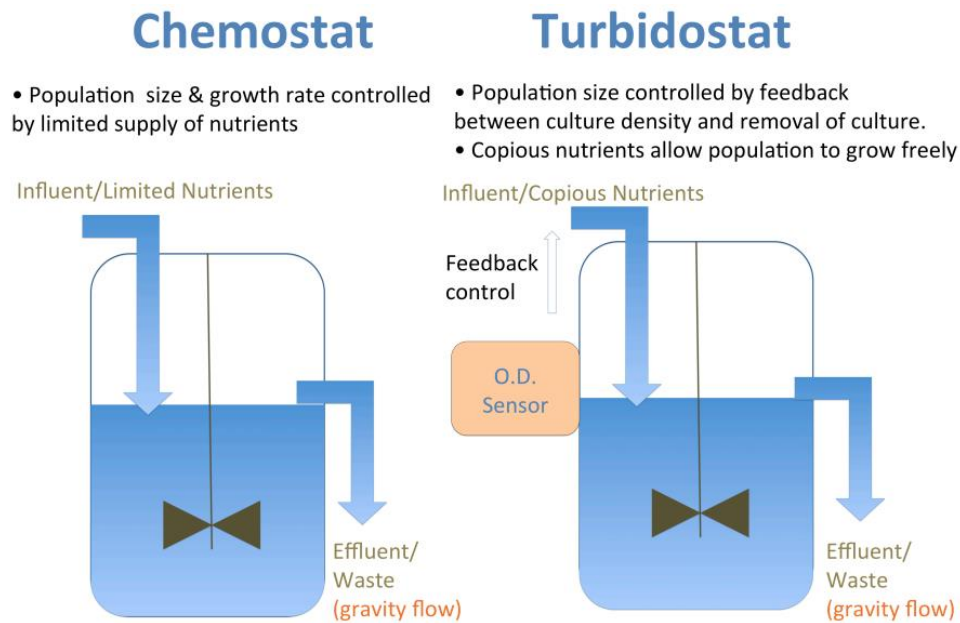 Chemostat
• Population  size & growth rate controlled
by limited supply of nutrients
Influent/Limited Nutrients
Effluent/
Waste
(gravity flow)
Turbidostat
• Population size controlled by feedback
between culture density and removal of culture.
• Copious nutrients allow population to grow freely
Influent/Copious Nutrients
Feedback
control
O.D.
Sensor
Effluent/
Waste
(gravity flow)